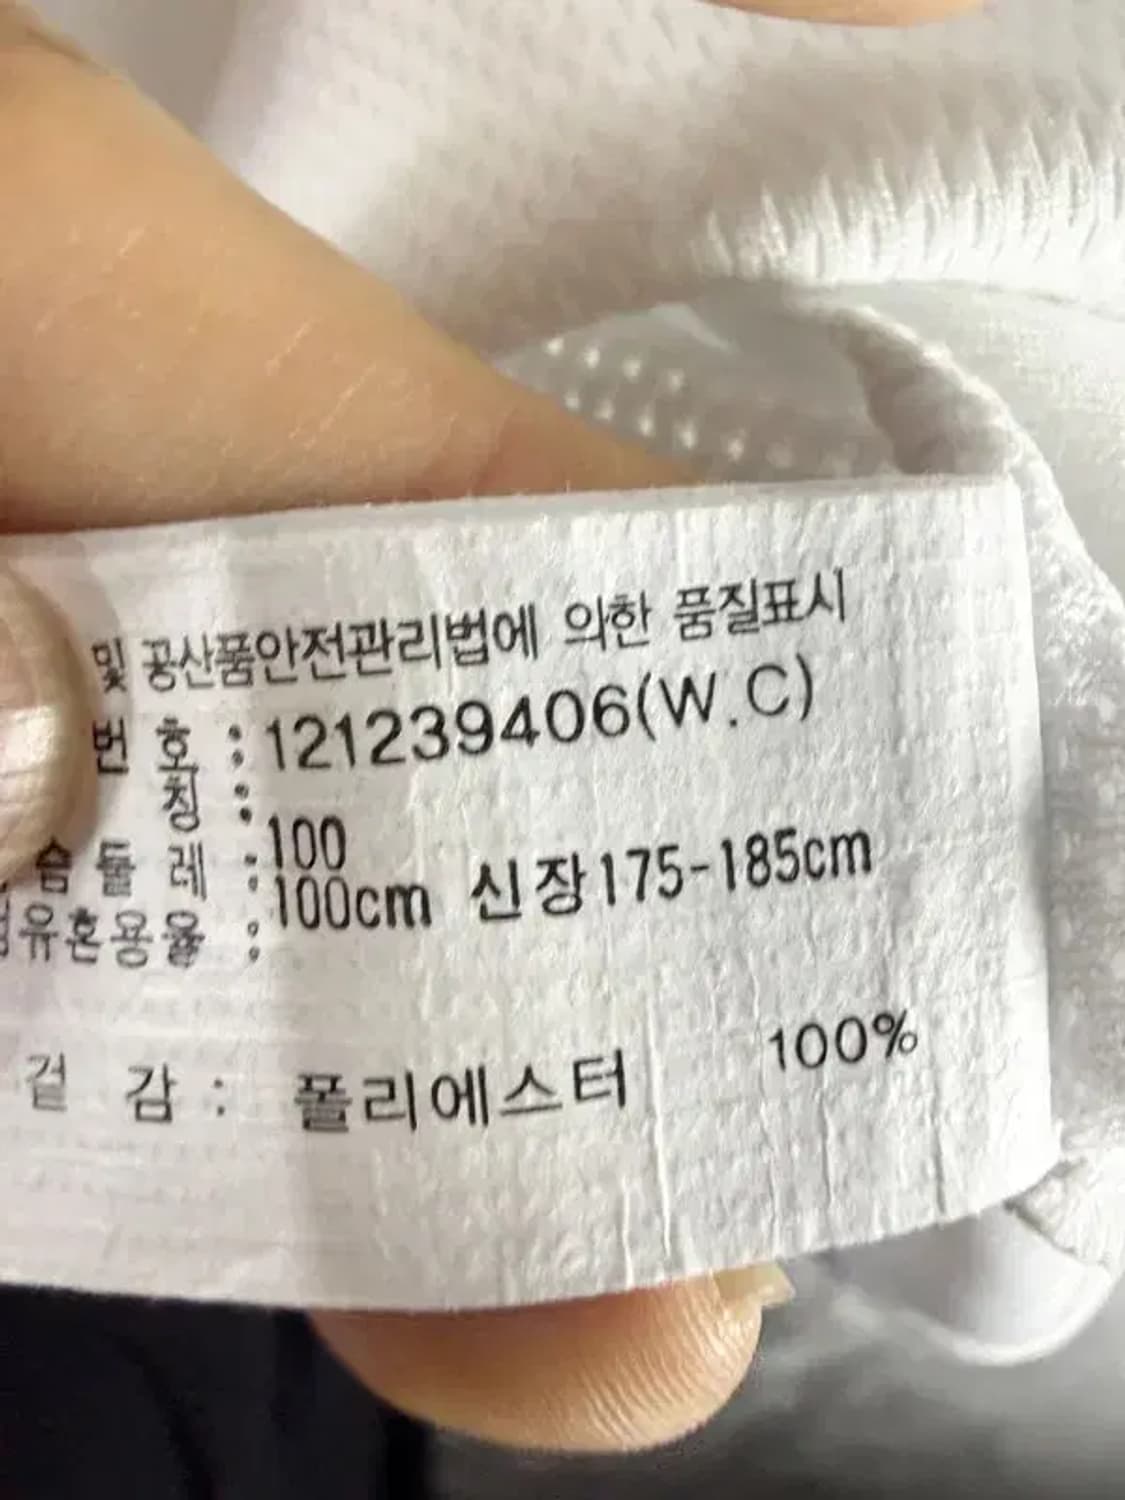 및 공산품안전관리법에 의한 품질표시
번 호 : 121239406(W.C)
칭 : 100
슴 둘 레 : 100cm 신장175-185cm
유혼용율 :
겉 감 : 폴리에스터 100%